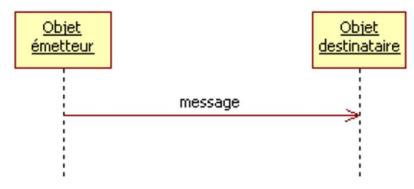 Objet
émetteur
Objet
destinataire
message